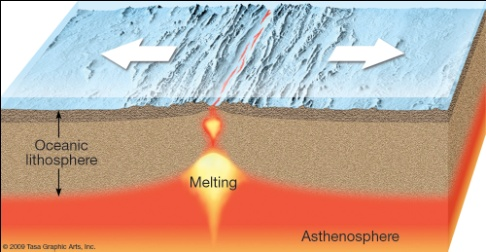 Oceanic
lithosphere
Melting
Asthenosphere
© 2009 Tasa Graphic Arts, Inc.